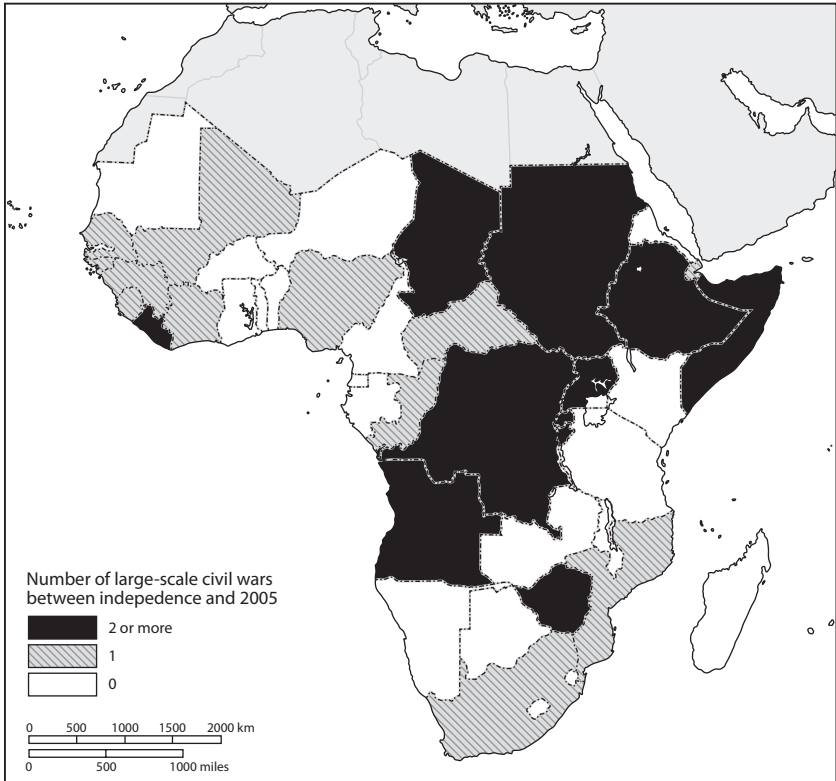 Number of large-scale civil wars
between indepedence and 2005
2 or more
1
0
0 500 1000 1500 2000 km
0 500 1000 miles